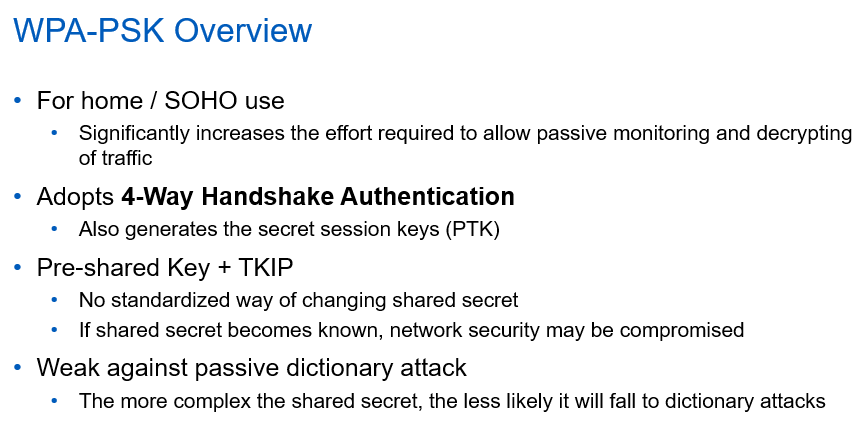 WPA-PSK Overview
• For home / SOHO use
• Significantly increases the effort required to allow passive monitoring and decrypting
of traffic
• Adopts 4-Way Handshake Authentication
• Also generates the secret session keys (PTK)
• Pre-shared Key + TKIP
• No standardized way of changing shared secret
• If shared secret becomes known, network security may be compromised
• Weak against passive dictionary attack
• The more complex the shared secret, the less likely it will fall to dictionary attacks